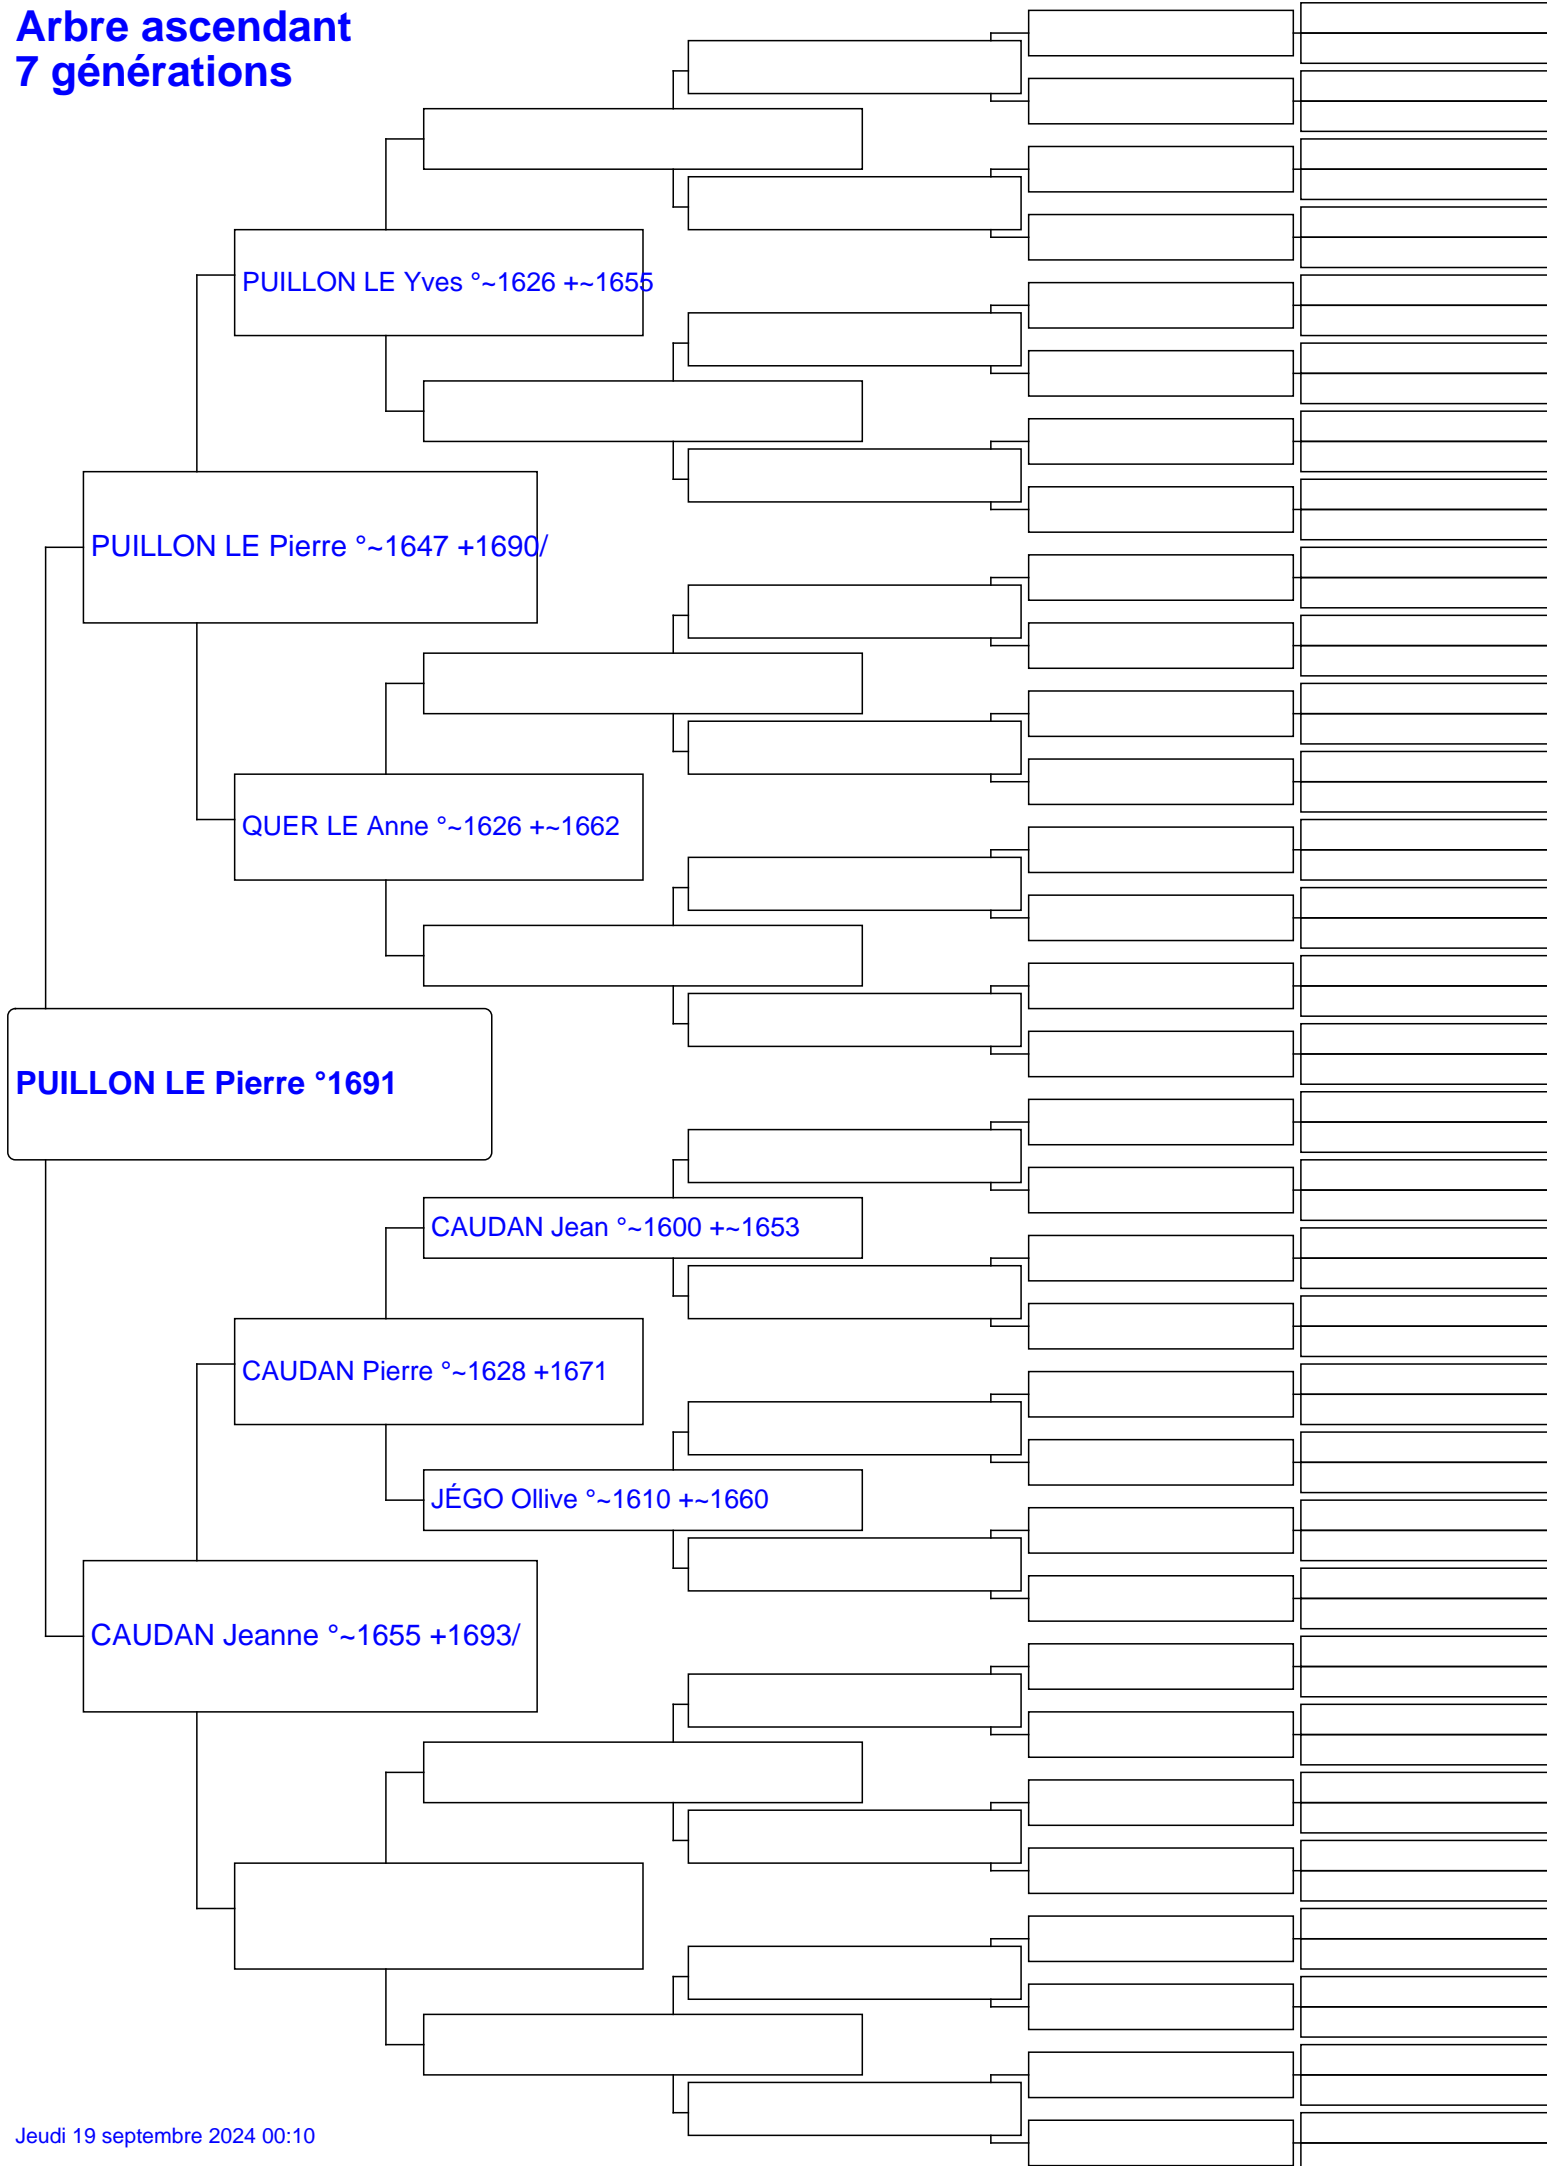 Arbre ascendant
7 générations
PUILLON LE Yves °~1626 +~1655
PUILLON LE Pierre °~1647 +1690/
QUER LE Anne °~1626 +~1662
PUILLON LE Pierre °1691
CAUDAN Jean °~1600 +~1653
CAUDAN Pierre °~1628 +1671
JÉGO Ollive °~1610 +~1660
CAUDAN Jeanne °~1655 +1693/
Jeudi 19 septembre 2024 00:10